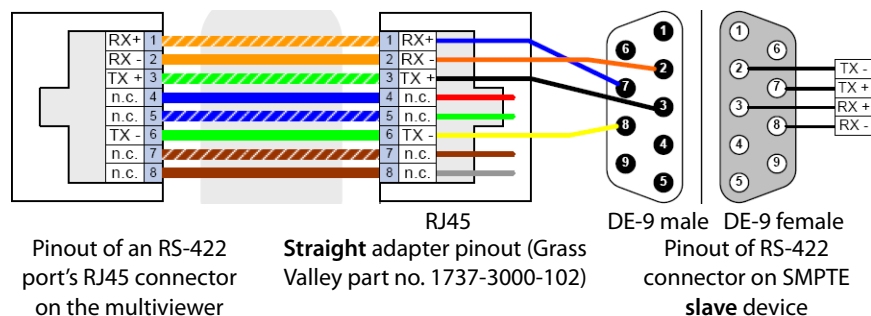 RX+ 1
RX - 2
TX + 3
n.c. 4
n.c. 5
TX - 6
n.c. 7
n.c. 8
1 RX+
2 RX -
3 TX +
4 n.c.
5 n.c.
6 TX -
7 n.c.
8 n.c.
1
6
2
7
3
8
4
9
5
1
6
2
7
3
8
4
9
5
TX -
TX +
RX +
RX -
RJ45
DE-9 male
DE-9 female
Pinout of an RS-422
port's RJ45 connector
on the multiviewer
Straight adapter pinout (Grass
Valley part no. 1737-3000-102)
Pinout of RS-422
connector on SMPTE
slave device